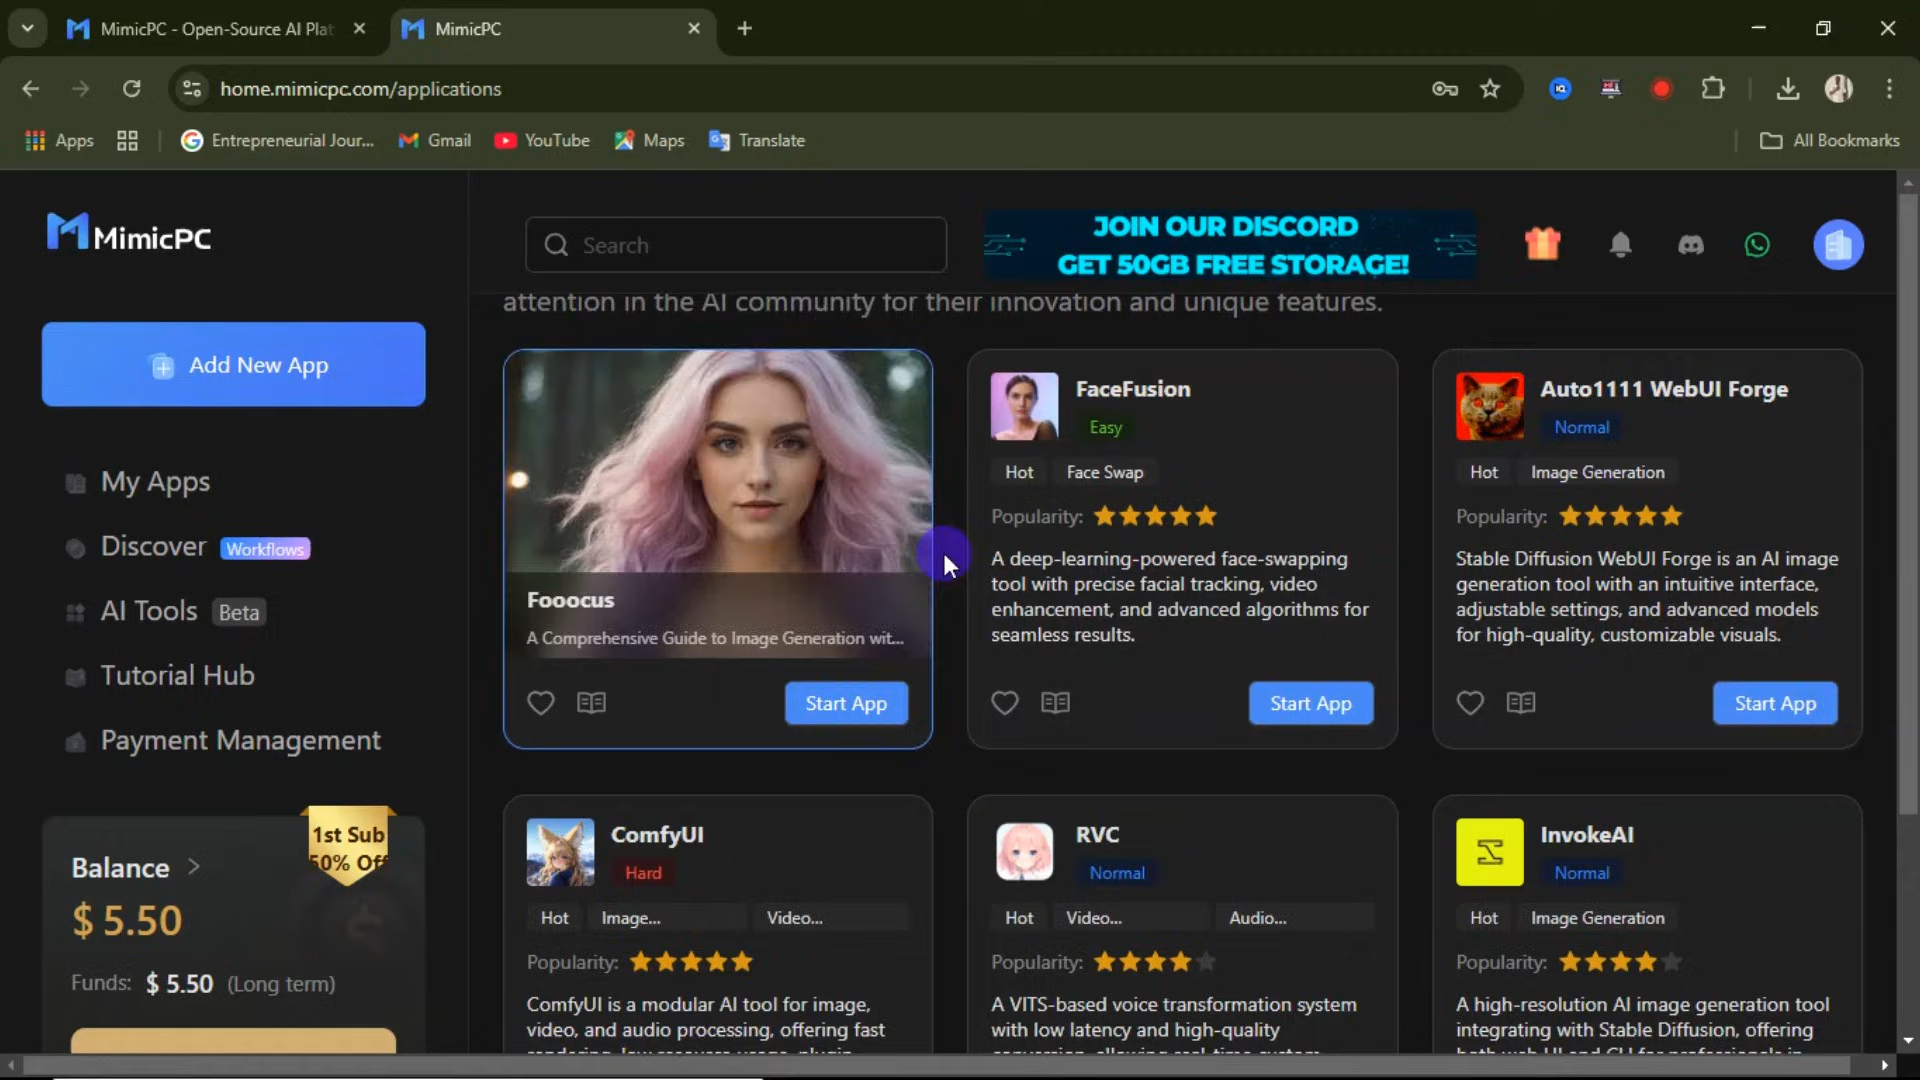 MimicPC - Open-Source AI Plat
MimicPC
home.mimicpc.com/applications
Apps
Entrepreneurial Jour...
Gmail
YouTube
Maps
Translate
All Bookmarks
MimicPC
Search
JOIN OUR DISCORD
GET 50GB FREE STORAGE!
Add New App
My Apps
Discover Workflows
AI Tools Beta
Tutorial Hub
Payment Management
1st Sub
50% Off
Balance
$ 5.50
Funds: $ 5.50 (Long term)
attention in the AI community for their innovation and unique features.
Fooocus
A Comprehensive Guide to Image Generation wit...
Start App
FaceFusion
Easy
Hot Face Swap
Popularity:
A deep-learning-powered face-swapping
tool with precise facial tracking, video
enhancement, and advanced algorithms for
seamless results.
Start App
Auto1111 WebUI Forge
Normal
Hot Image Generation
Popularity:
Stable Diffusion WebUI Forge is an AI image
generation tool with an intuitive interface,
adjustable settings, and advanced models
for high-quality, customizable visuals.
Start App
ComfyUI
Hard
Hot Image... Video...
Popularity:
ComfyUI is a modular AI tool for image,
video, and audio processing, offering fast
RVC
Normal
Hot Video... Audio...
Popularity:
A VITS-based voice transformation system
with low latency and high-quality
InvokeAI
Normal
Hot Image Generation
Popularity:
A high-resolution AI image generation tool
integrating with Stable Diffusion, offering